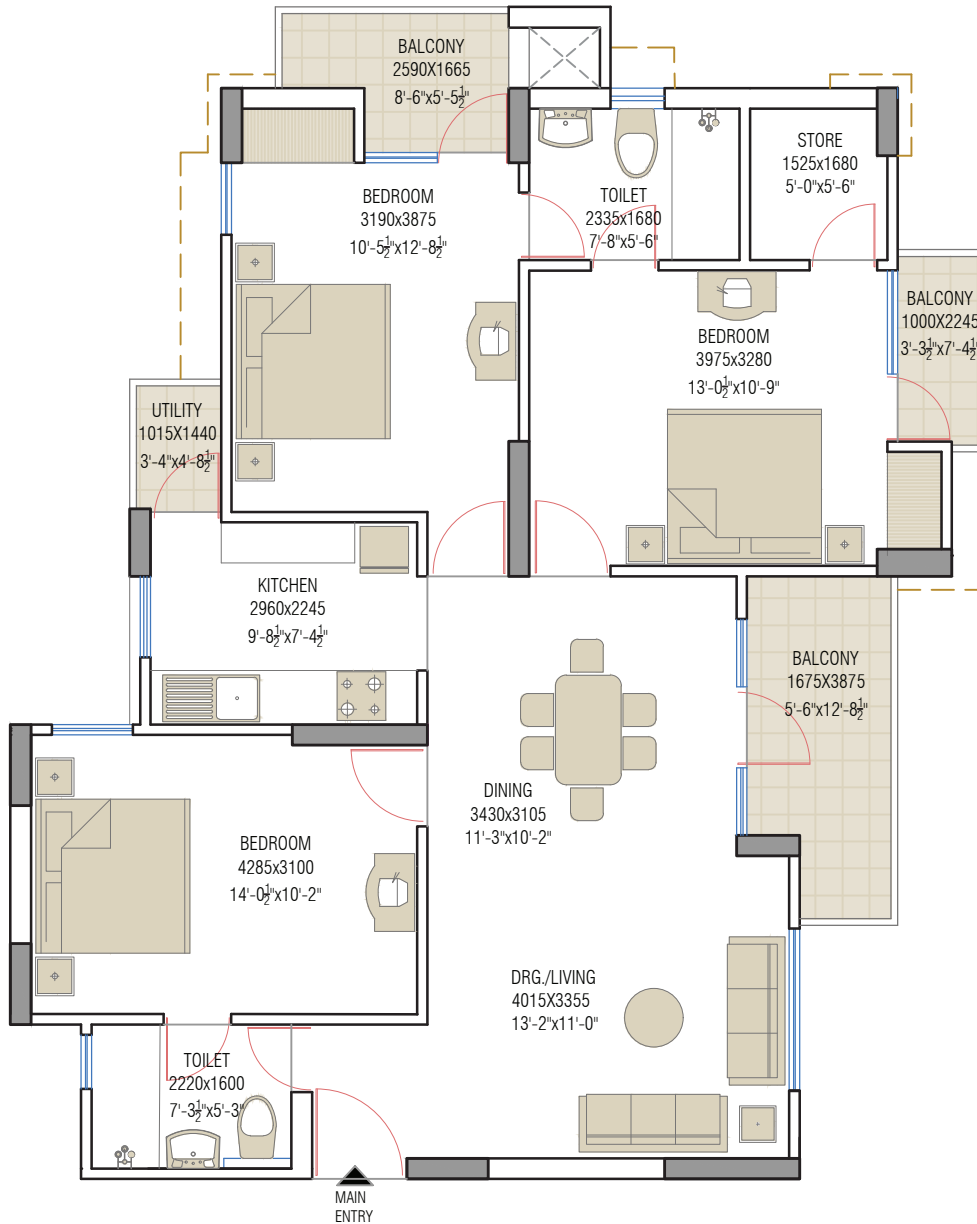 BALCONY
2590X1665
8'-6"x5'-5½"
STORE
1525x1680
5'-0"x5'-6"
BEDROOM
3190x3875
10'-5½"x12'-8½"
TOILET
2335x1680
7'-8"x5'-6"
BALCONY
1000X2245
3'-3½"x7'-4½"
BEDROOM
3975x3280
13'-0½"x10'-9"
UTILITY
1015X1440
3'-4"x4'-8½"
KITCHEN
2960x2245
9'-8½"x7'-4½"
BALCONY
1675X3875
5'-6"x12'-8½"
DINING
3430x3105
11'-3"x10'-2"
BEDROOM
4285x3100
14'-0½"x10'-2"
DRG./LIVING
4015X3355
13'-2"x11'-0"
TOILET
2220x1600
7'-3½"x5'-3"
MAIN
ENTRY